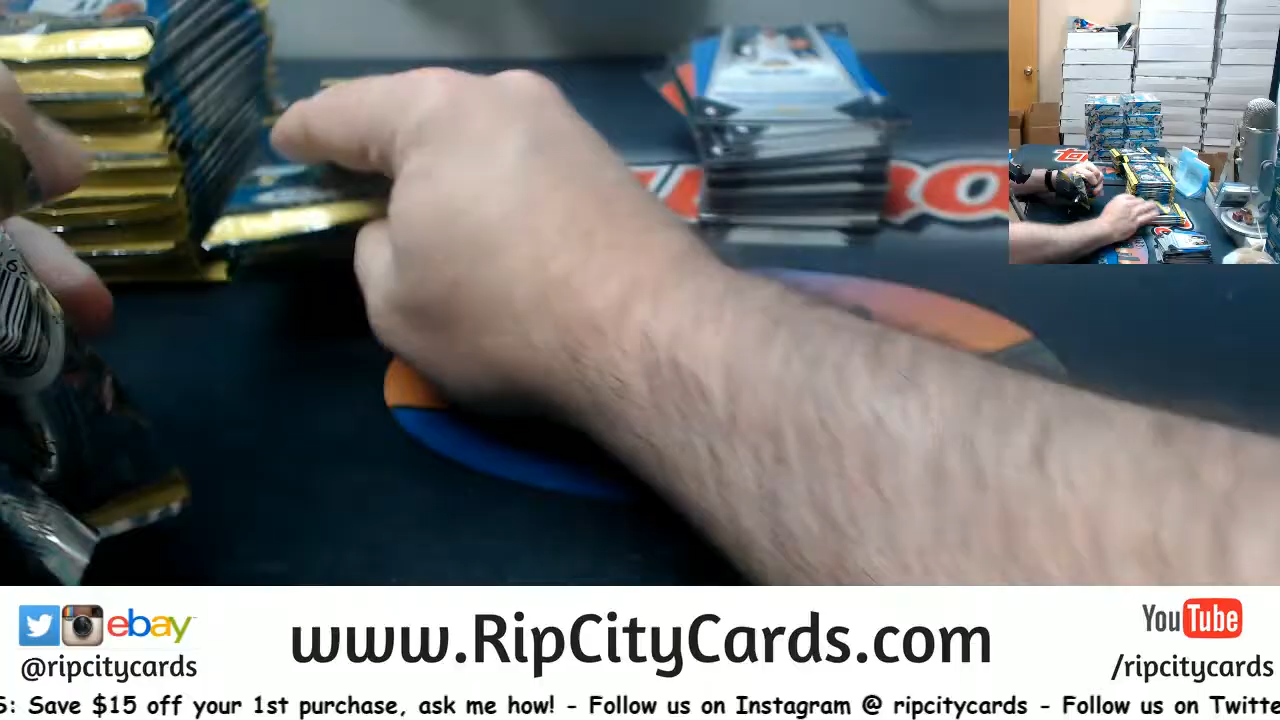 ebay
@ripcitycards
www.RipCityCards.com
YouTube
/ripcitycards
S: Save $15 off your 1st purchase, ask me how! - Follow us on Instagram @ ripcitycards - Follow us on Twitte